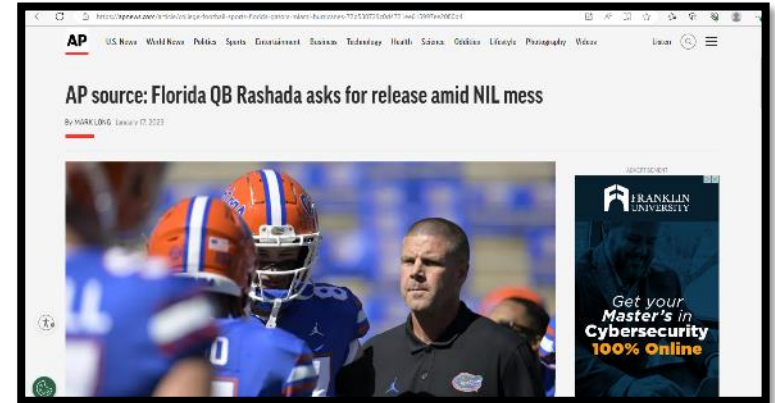 AP
U.S. News World News Politics Sports Entertainment Business Technology Health Science Oddities Lifestyle Photography Videos
Listen
AP source: Florida QB Rashada asks for release amid NIL mess
By MARK LONG January 17, 2023
ADVERTISEMENT
FRANKLIN
UNIVERSITY
Get your
Master's in
Cybersecurity
100% Online